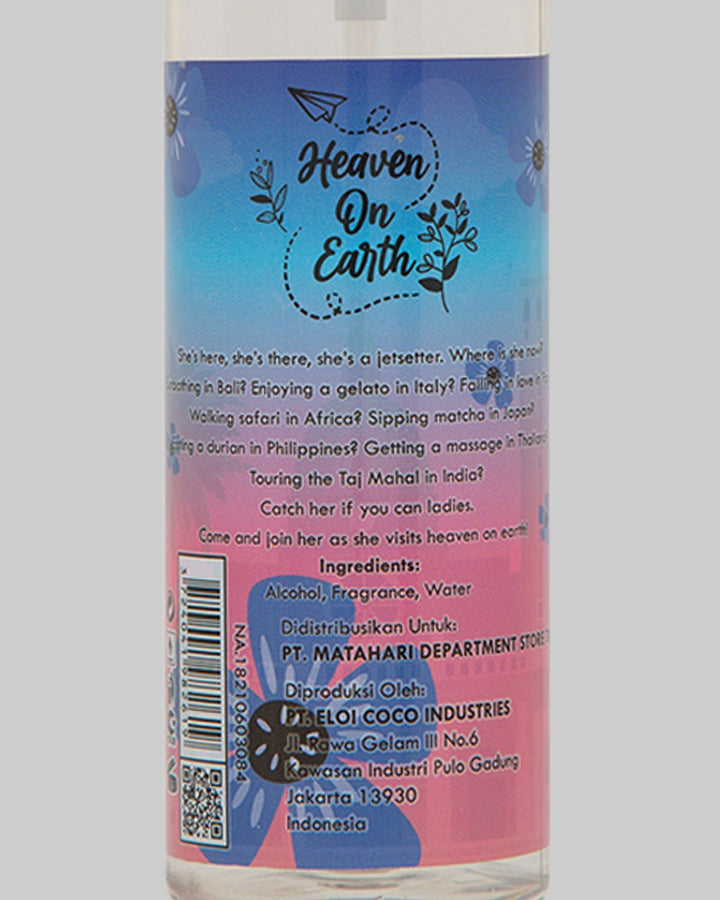 Heaven
On
Earth
She's here, she's there, she's a jetsetter. Where is she now?
in Bali? Enjoying a gelato in Italy? Falling in love in
Walking safari in Africa? Sipping matcha in Japan?
a durian in Philippines? Getting a massage in Thailand?
Touring the Taj Mahal in India?
Catch her if you can ladies.
Come and join her as she visits heaven on earth!
Ingredients:
Alcohol, Fragrance, Water
Didistribusikan Untuk:
PT. MATAHARI DEPARTMENT STORE
Diproduksi Oleh:
PT. ELOI COCO INDUSTRIES
Jl. Rawa Gelam III No.6
Kawasan Industri Pulo Gadung
Jakarta 13930
Indonesia
NA.18210603084